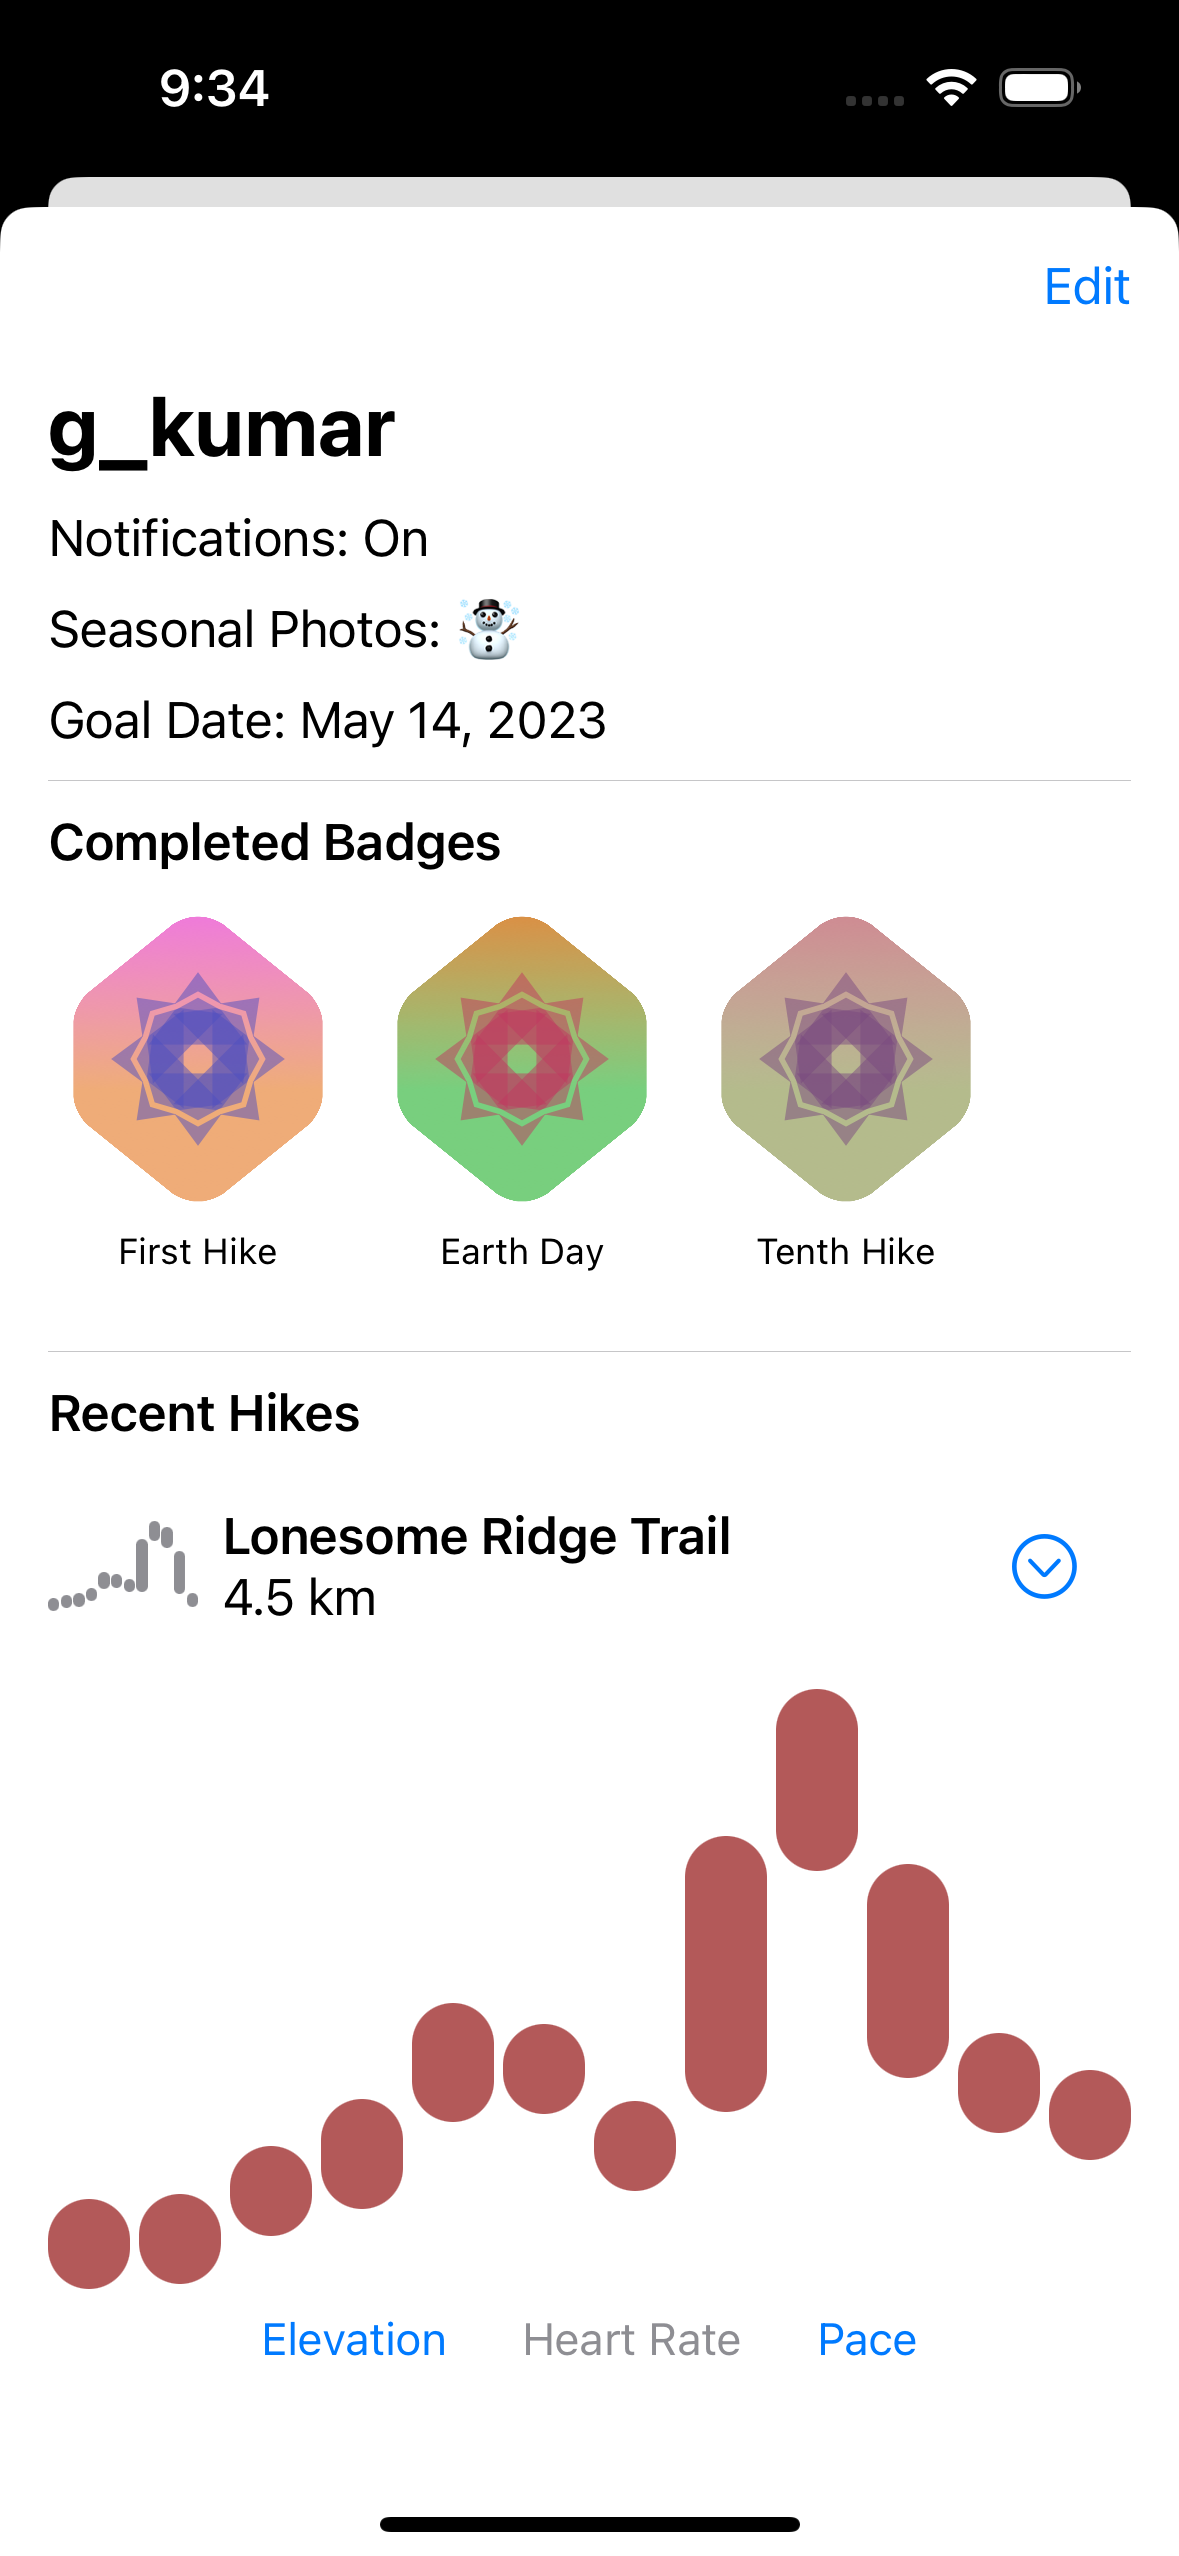 9:34
Edit
g_kumar
Notifications: On
Seasonal Photos: ☃️
Goal Date: May 14, 2023
Completed Badges
First Hike
Earth Day
Tenth Hike
Recent Hikes
Lonesome Ridge Trail
4.5 km
Elevation
Heart Rate
Pace